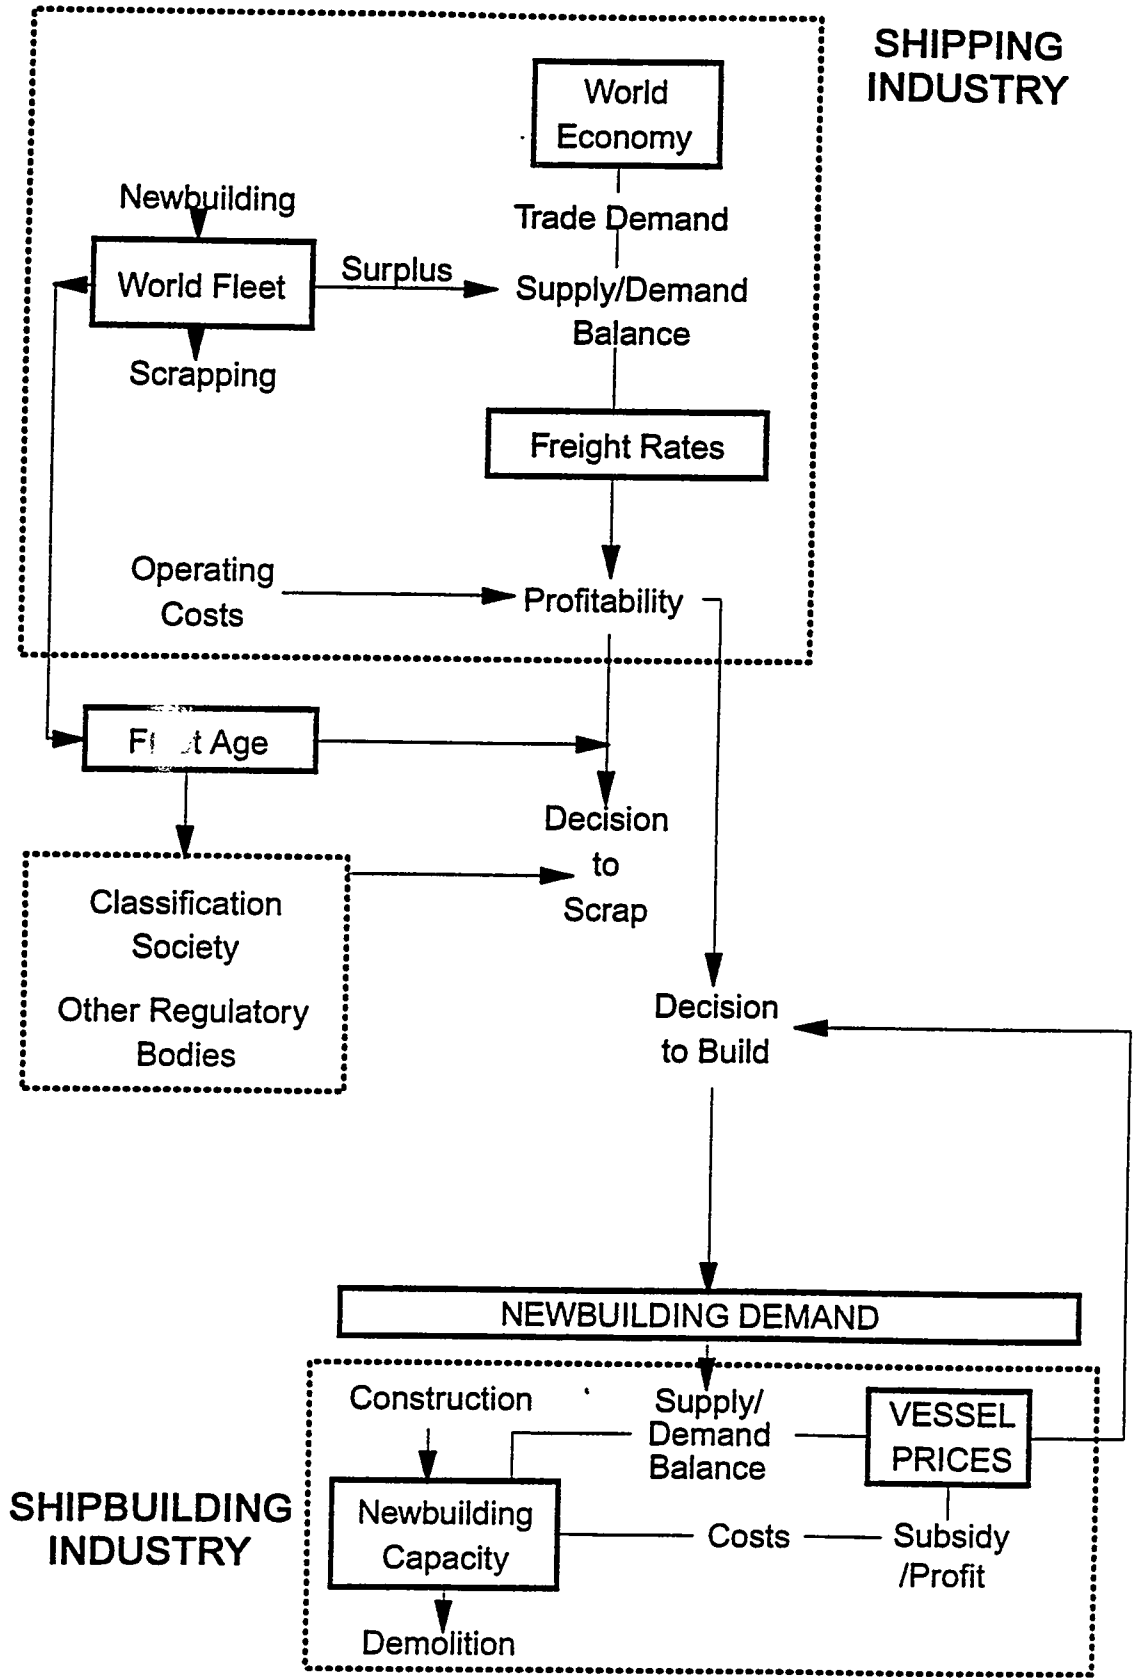 SHIPPING
INDUSTRY
World
Economy
Newbuilding
Trade Demand
World Fleet
Surplus
Supply/Demand
Balance
Scrapping
Freight Rates
Operating
Costs
Profitability
Age
Decision
to
Scrap
Classification
Society
Other Regulatory
Bodies
Decision
to Build
NEWBUILDING DEMAND
Construction
Supply/
Demand
Balance
VESSEL
PRICES
SHIPBUILDING
INDUSTRY
Newbuilding
Capacity
Costs
Subsidy
/Profit
Demolition